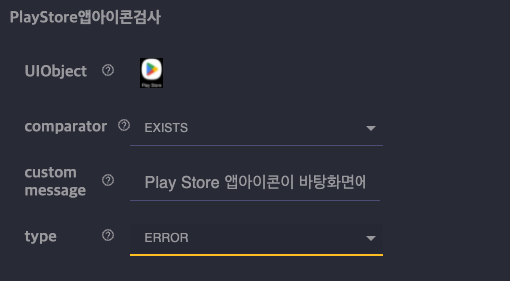 PlayStore앱아이콘검사
UIObject ?
Play Store
comparator ? EXISTS
custom
message ? Play Store 앱아이콘이 바탕화면에
type ? ERROR